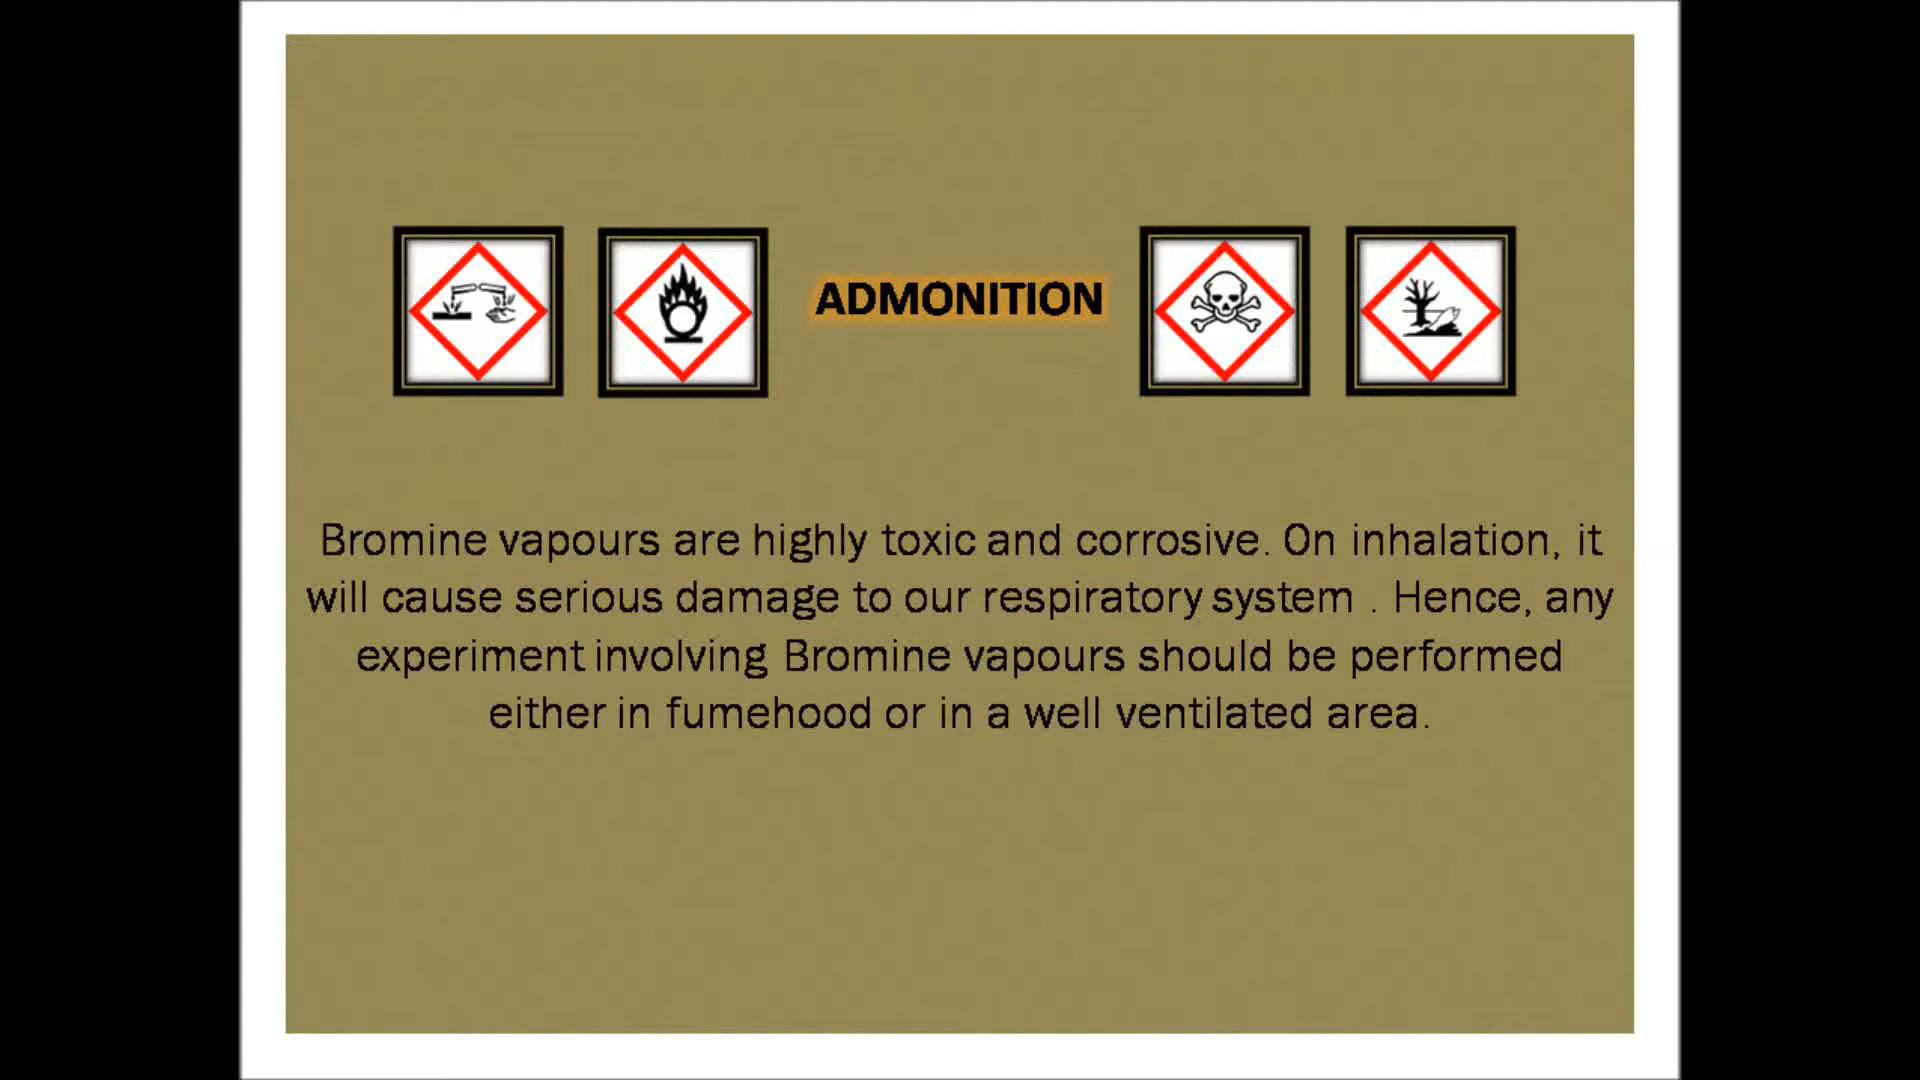 ADMONITION
Bromine vapours are highly toxic and corrosive. On inhalation, it
will cause serious damage to our respiratory system . Hence, any
experiment involving Bromine vapours should be performed
either in fumehood or in a well ventilated area.